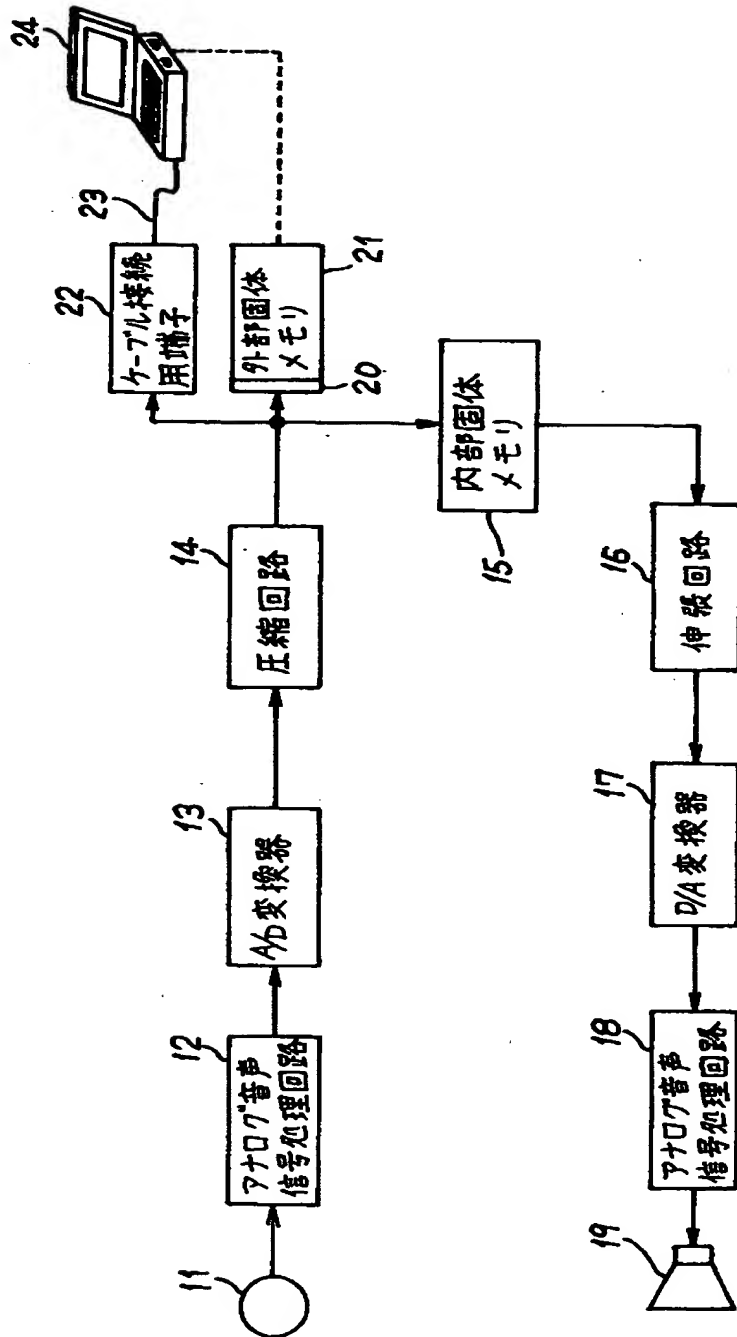 11
12
アナログ音声
信号処理回路
13
A/D変換器
14
圧縮回路
22
ケーブル接続
用端子
23
24
外部固体
メモリ
20
21
内部固体
メモリ
15
16
伸張回路
17
D/A変換器
18
アナログ音声
信号処理回路
19